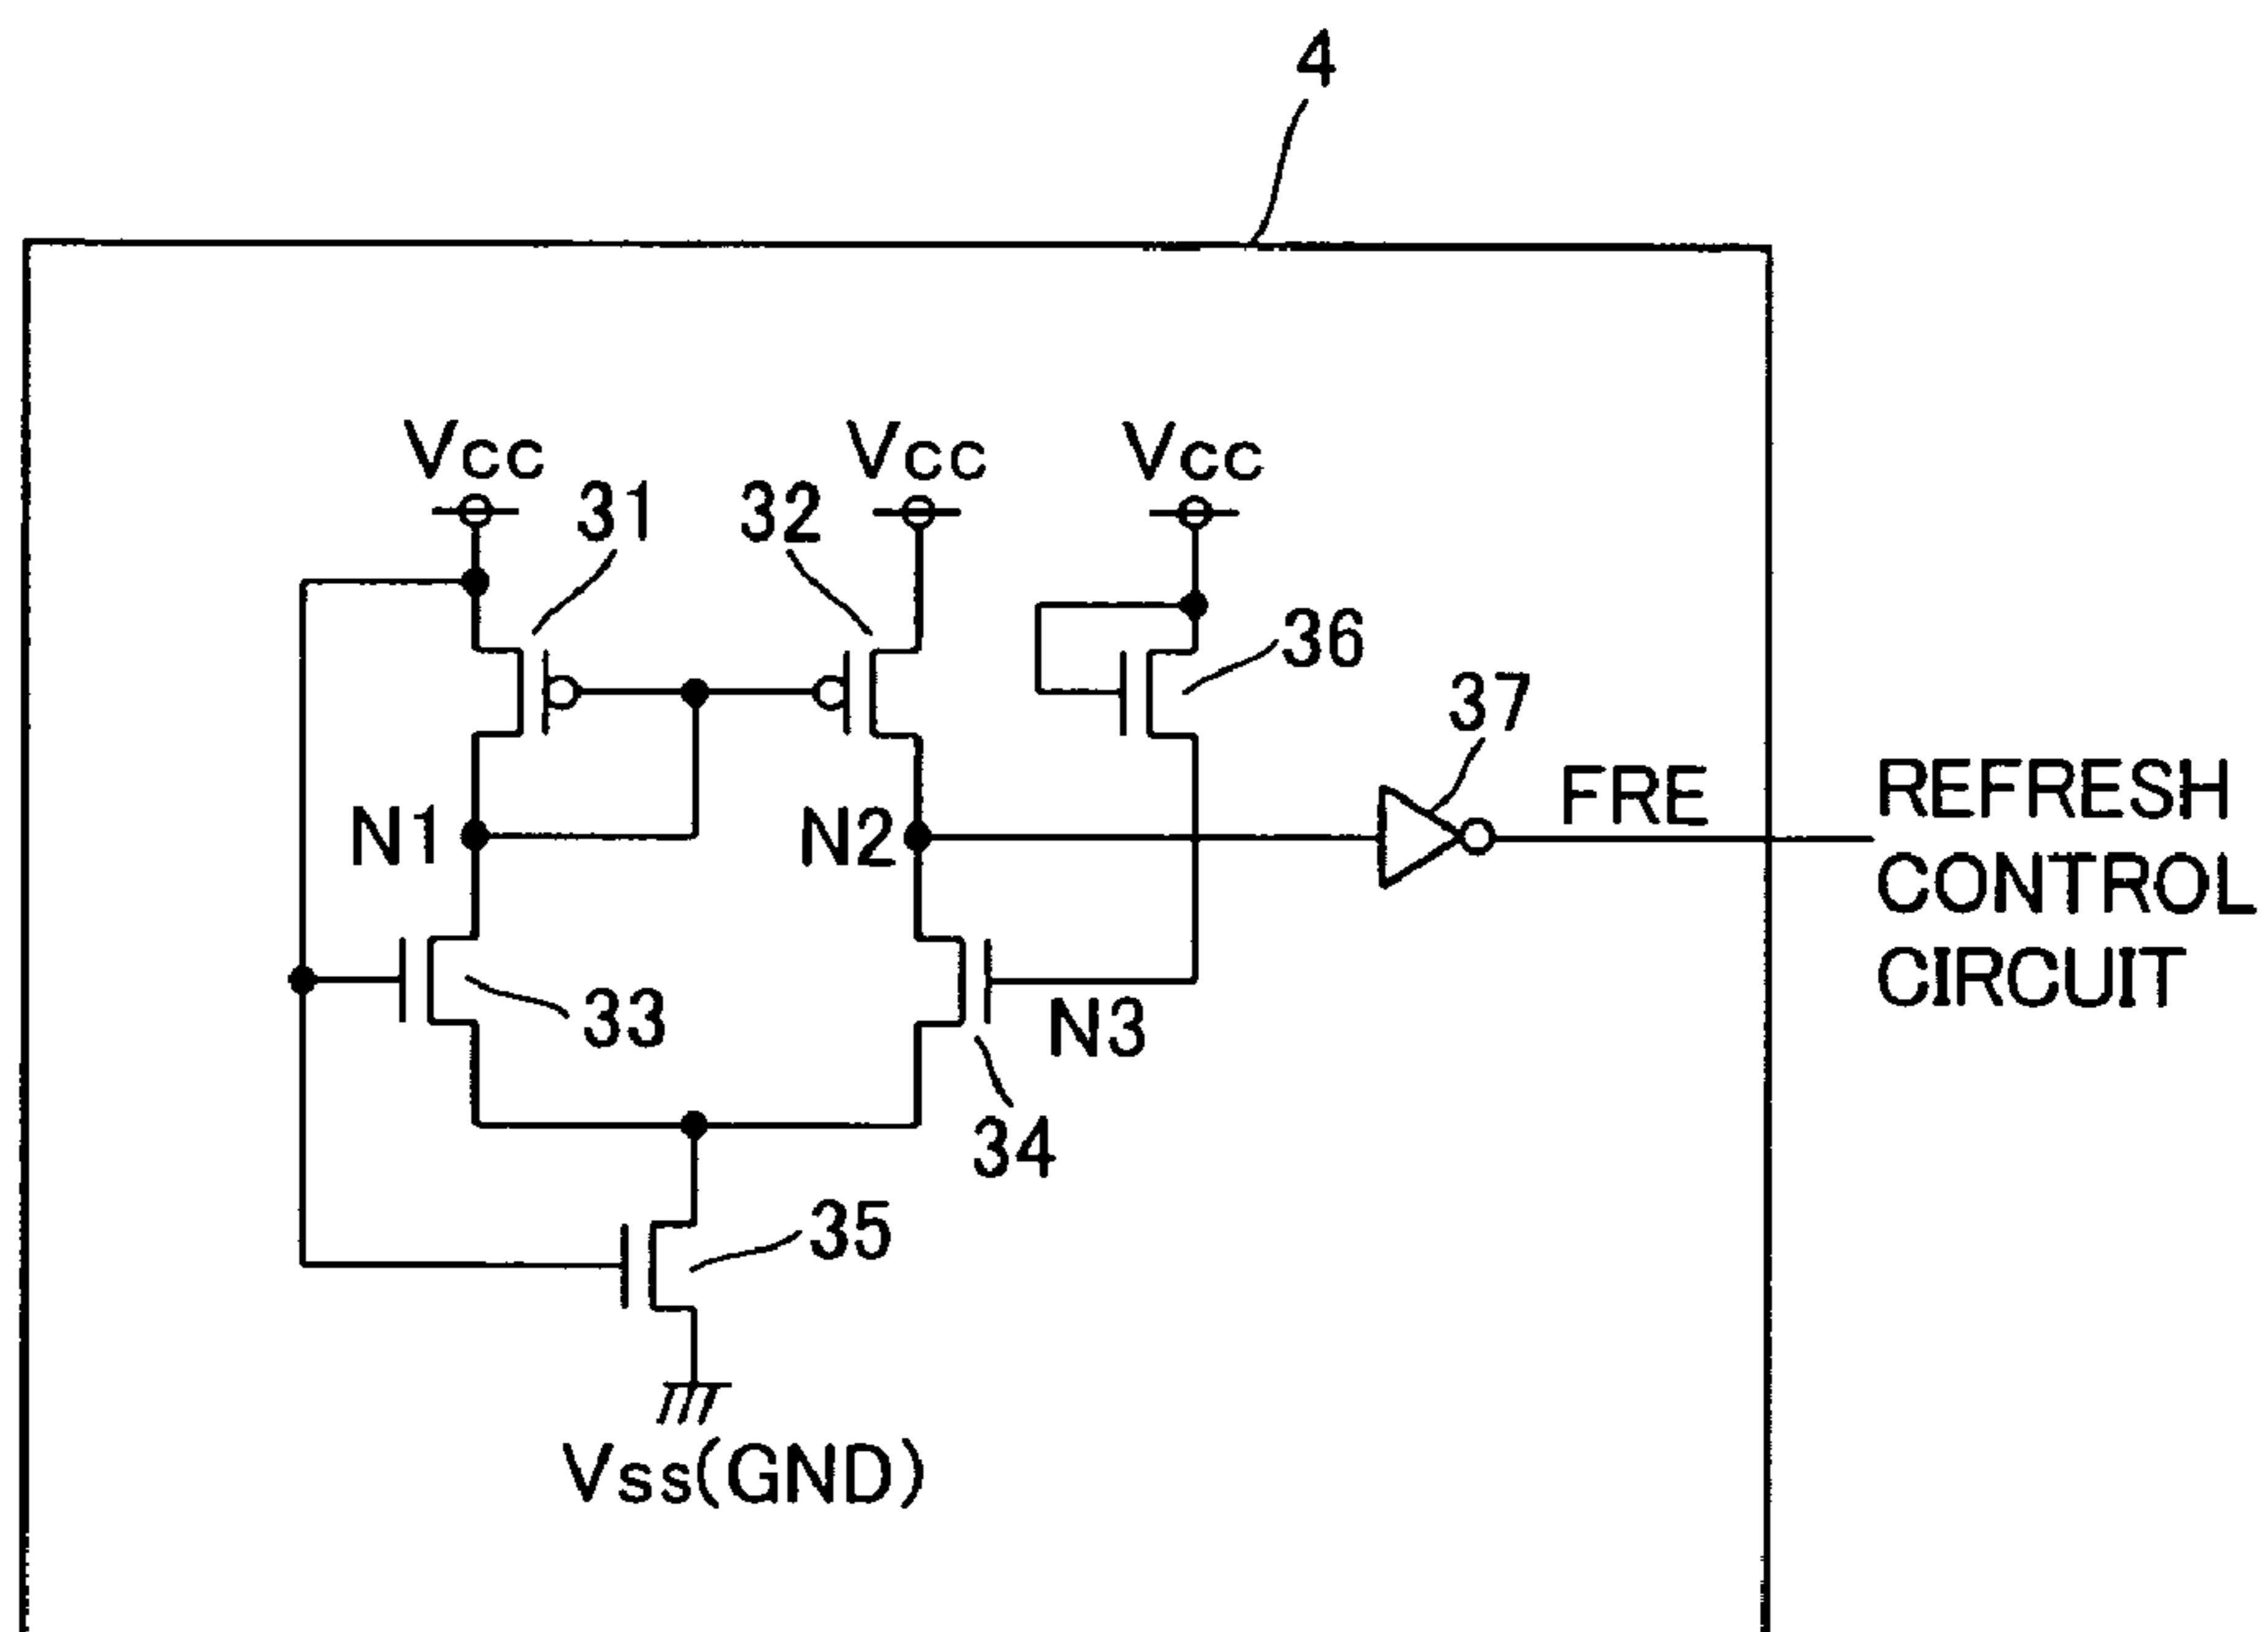 4
Vcc
Vcc
Vcc
31
32
36
37
FRE
REFRESH
CONTROL
CIRCUIT
N1
N2
33
N3
34
35
Vss(GND)